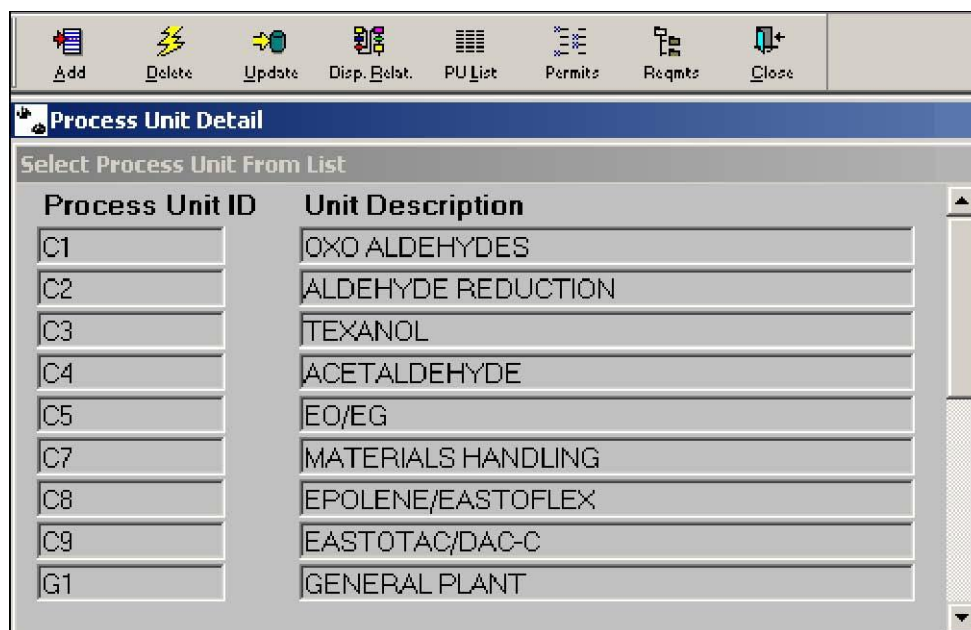 Add Delete Update Disp. Relat. PU List Permits Reqmts Close
Process Unit Detail
Select Process Unit From List
Process Unit ID Unit Description
C1 OXO ALDEHYDES
C2 ALDEHYDE REDUCTION
C3 TEXANOL
C4 ACETALDEHYDE
C5 EO/EG
C7 MATERIALS HANDLING
C8 EPOLENE/EASTOFLEX
C9 EASTOTAC/DAC-C
G1 GENERAL PLANT